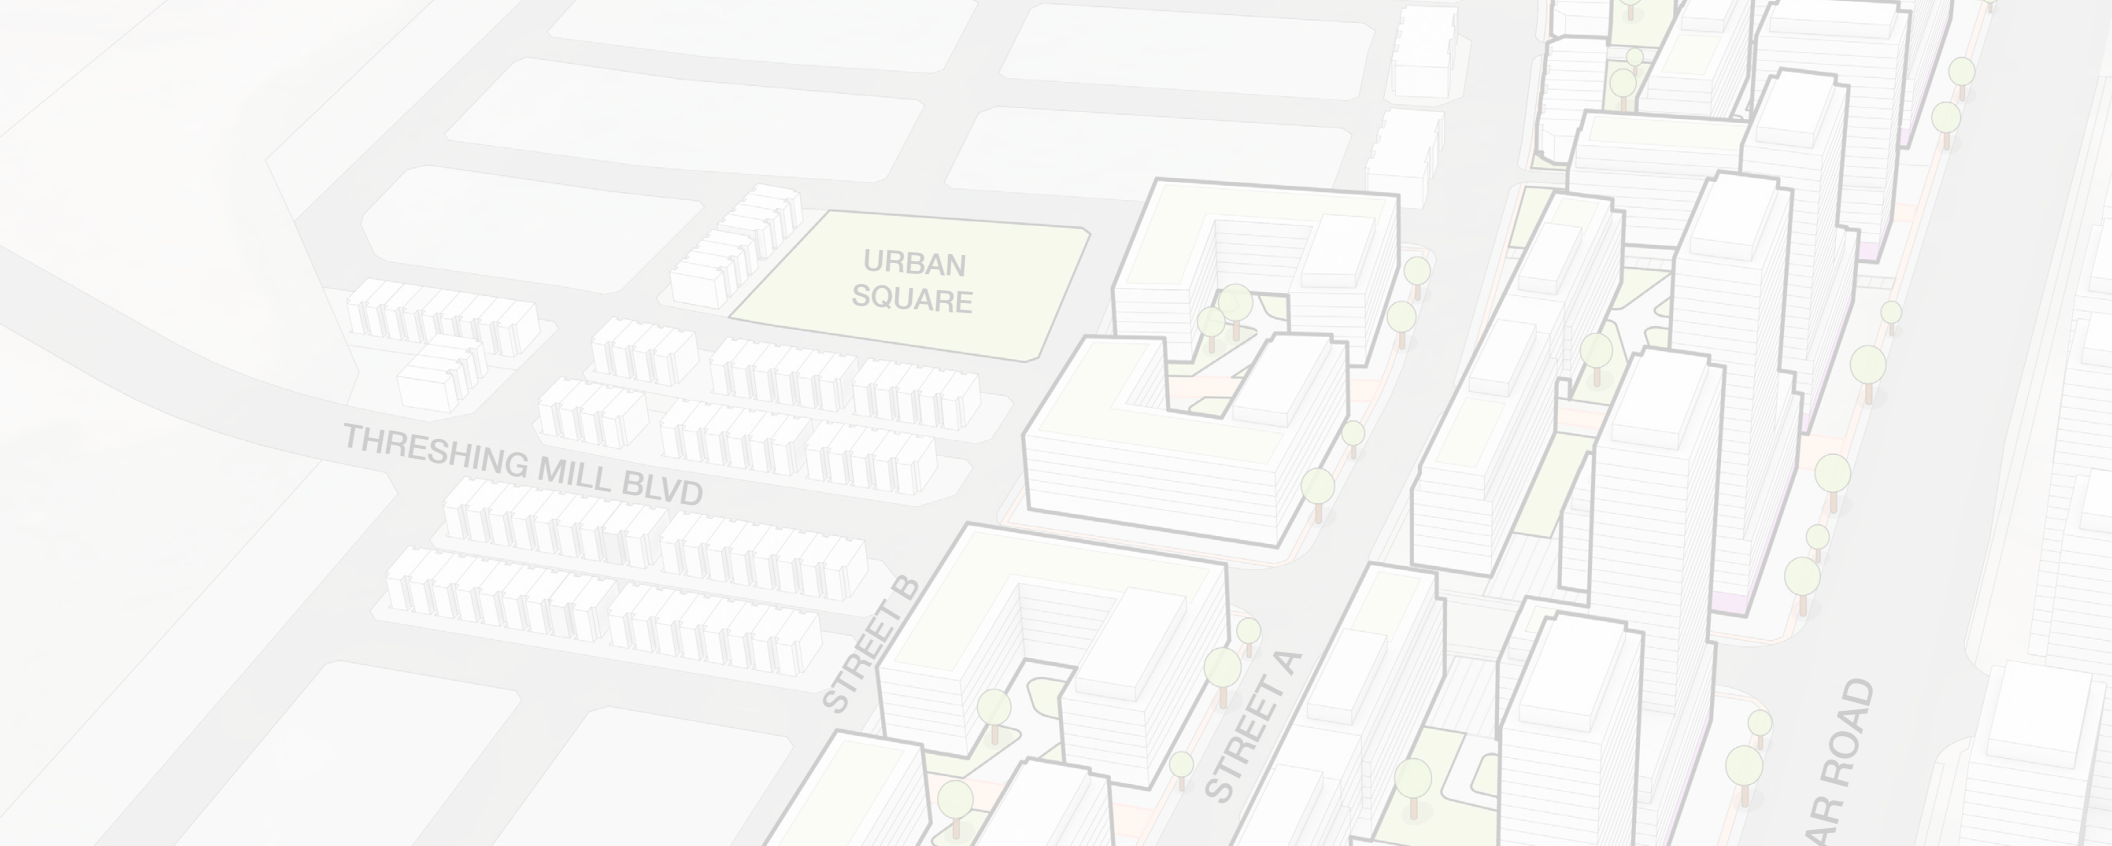 URBAN
SQUARE
THRESHING MILL BLVD
STREET B
STREET A
AR ROAD